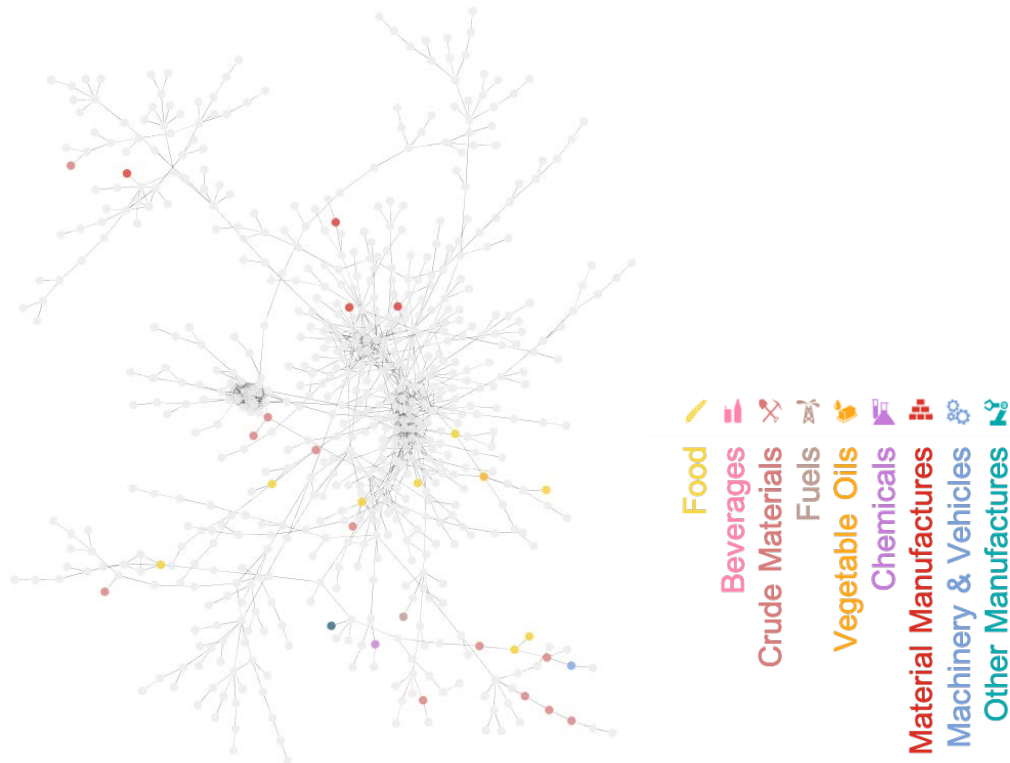 Food
Beverages
Crude Materials
Fuels
Vegetable Oils
Chemicals
Material Manufactures
Machinery & Vehicles
Other Manufactures